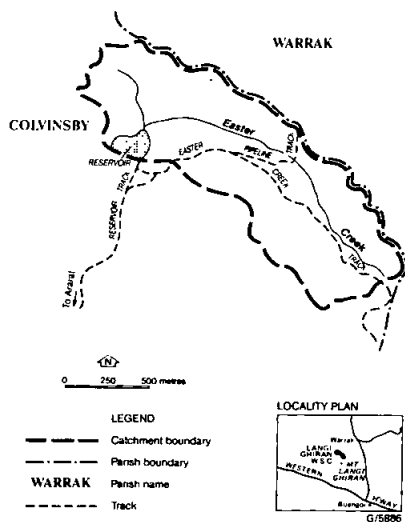 WARRAK
COLVINSBY
Easter
TRACK
PIPELINE
EASTER
RESERVOIR
CREEK
TRACK
RESERVOIR
Creek
TRACK
To Ararat
N
0 250 500 metres
LEGEND
Catchment boundary
Parish boundary
WARRAK Parish name
Track
LOCALITY PLAN
Warrak
LANGI
GHIRAN
W.S.C.
MT
LANGI
GHIRAN
WESTERN
H'WAY
Buangor
G/5886